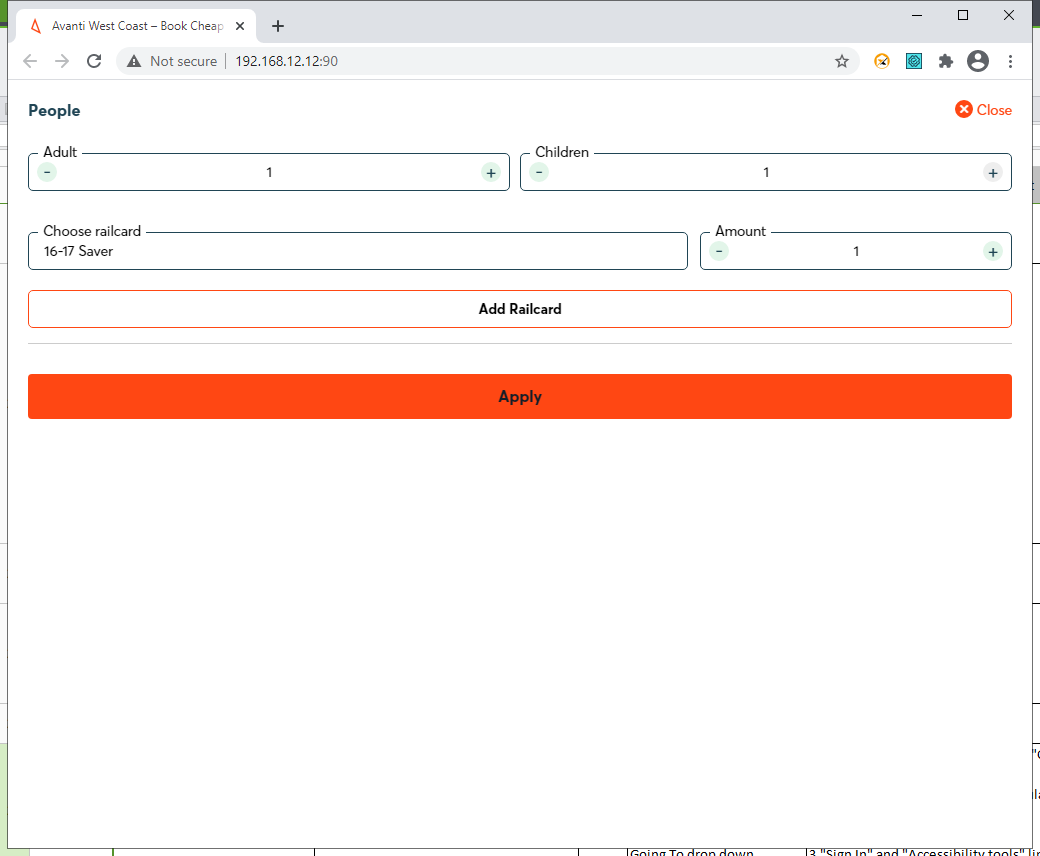 Avanti West Coast – Book Cheap
Not secure
192.168.12.12:90
People
Close
Adult
- 1 +
Children
- 1 +
Choose railcard
16-17 Saver
Amount
- 1 +
Add Railcard
Apply
Going To drop down
3 "Sign In" and "Accessibility tools"